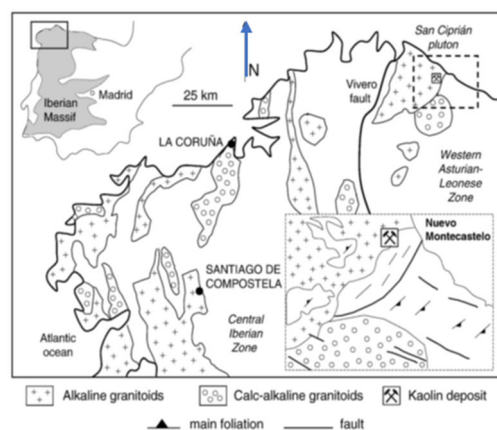 San Ciprián
pluton
N
Madrid
Iberian
Massif
25 km
Vivero
fault
LA CORUÑA
Western
Asturian-
Leonese
Zone
Nuevo
Montecastelo
SANTIAGO DE
COMPOSTELA
Central
Iberian
Zone
Atlantic
ocean
Alkaline granitoids
Calc-alkaline granitoids
Kaolin deposit
main foliation
fault